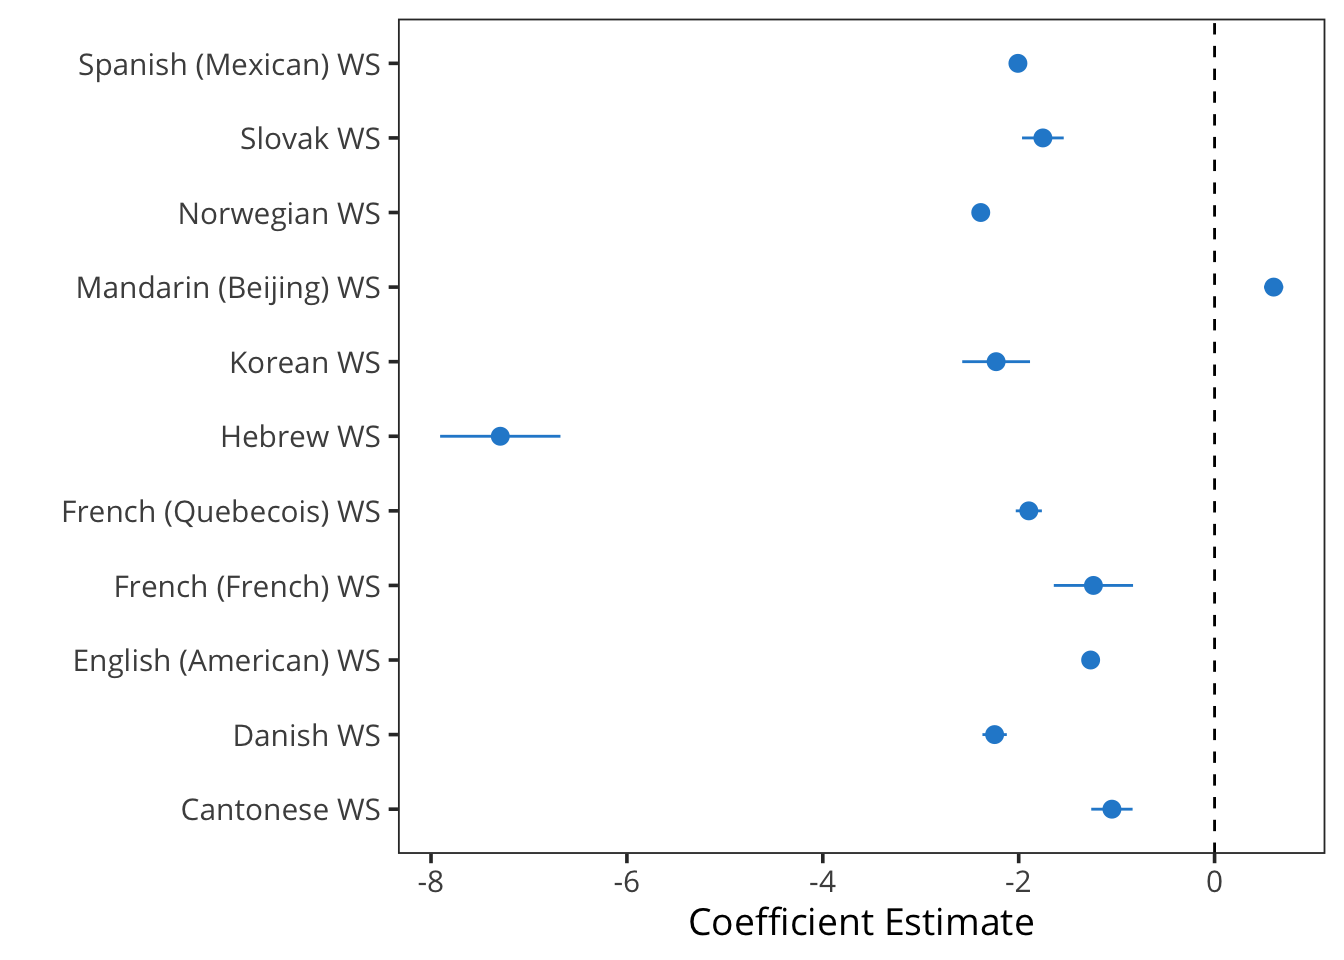 Spanish (Mexican) WS
Slovak WS
Norwegian WS
Mandarin (Beijing) WS
Korean WS
Hebrew WS
French (Quebecois) WS
French (French) WS
English (American) WS
Danish WS
Cantonese WS
-8 -6 -4 -2 0
Coefficient Estimate